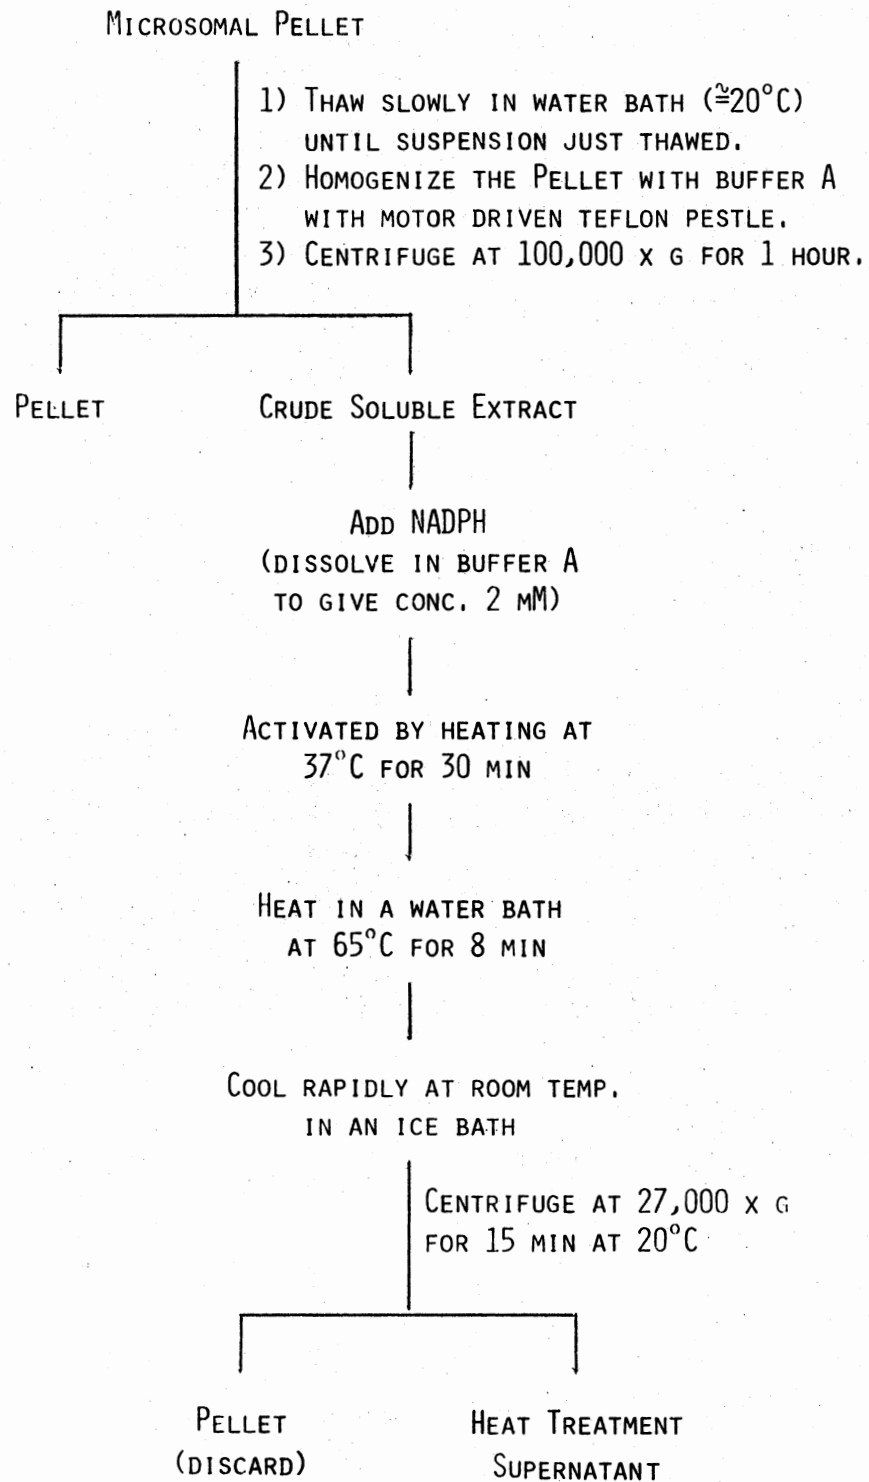 MICROSOMAL PELLET
1) THAW SLOWLY IN WATER BATH (≅20°C)
UNTIL SUSPENSION JUST THAWED.
2) HOMOGENIZE THE PELLET WITH BUFFER A
WITH MOTOR DRIVEN TEFLON PESTLE.
3) CENTRIFUGE AT 100,000 X G FOR 1 HOUR.
PELLET
CRUDE SOLUBLE EXTRACT
ADD NADPH
(DISSOLVE IN BUFFER A
TO GIVE CONC. 2 MM)
ACTIVATED BY HEATING AT
37°C FOR 30 MIN
HEAT IN A WATER BATH
AT 65°C FOR 8 MIN
COOL RAPIDLY AT ROOM TEMP.
IN AN ICE BATH
CENTRIFUGE AT 27,000 X G
FOR 15 MIN AT 20°C
PELLET
(DISCARD)
HEAT TREATMENT
SUPERNATANT